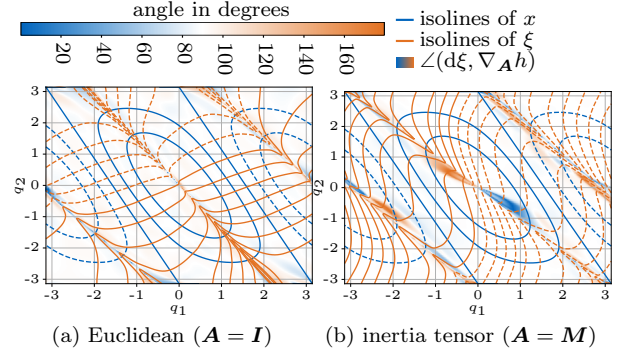 angle in degrees
20 40 60 80 100 120 140 160
isolines of x
isolines of ξ
∠(dξ, ∇_A h)
3 2 1 0 -1 -2 -3
q₂
-3 -2 -1 0 1 2 3
q₁
3 2 1 0 -1 -2 -3
q₂
-3 -2 -1 0 1 2 3
q₁
(a) Euclidean (A = I) (b) inertia tensor (A = M)